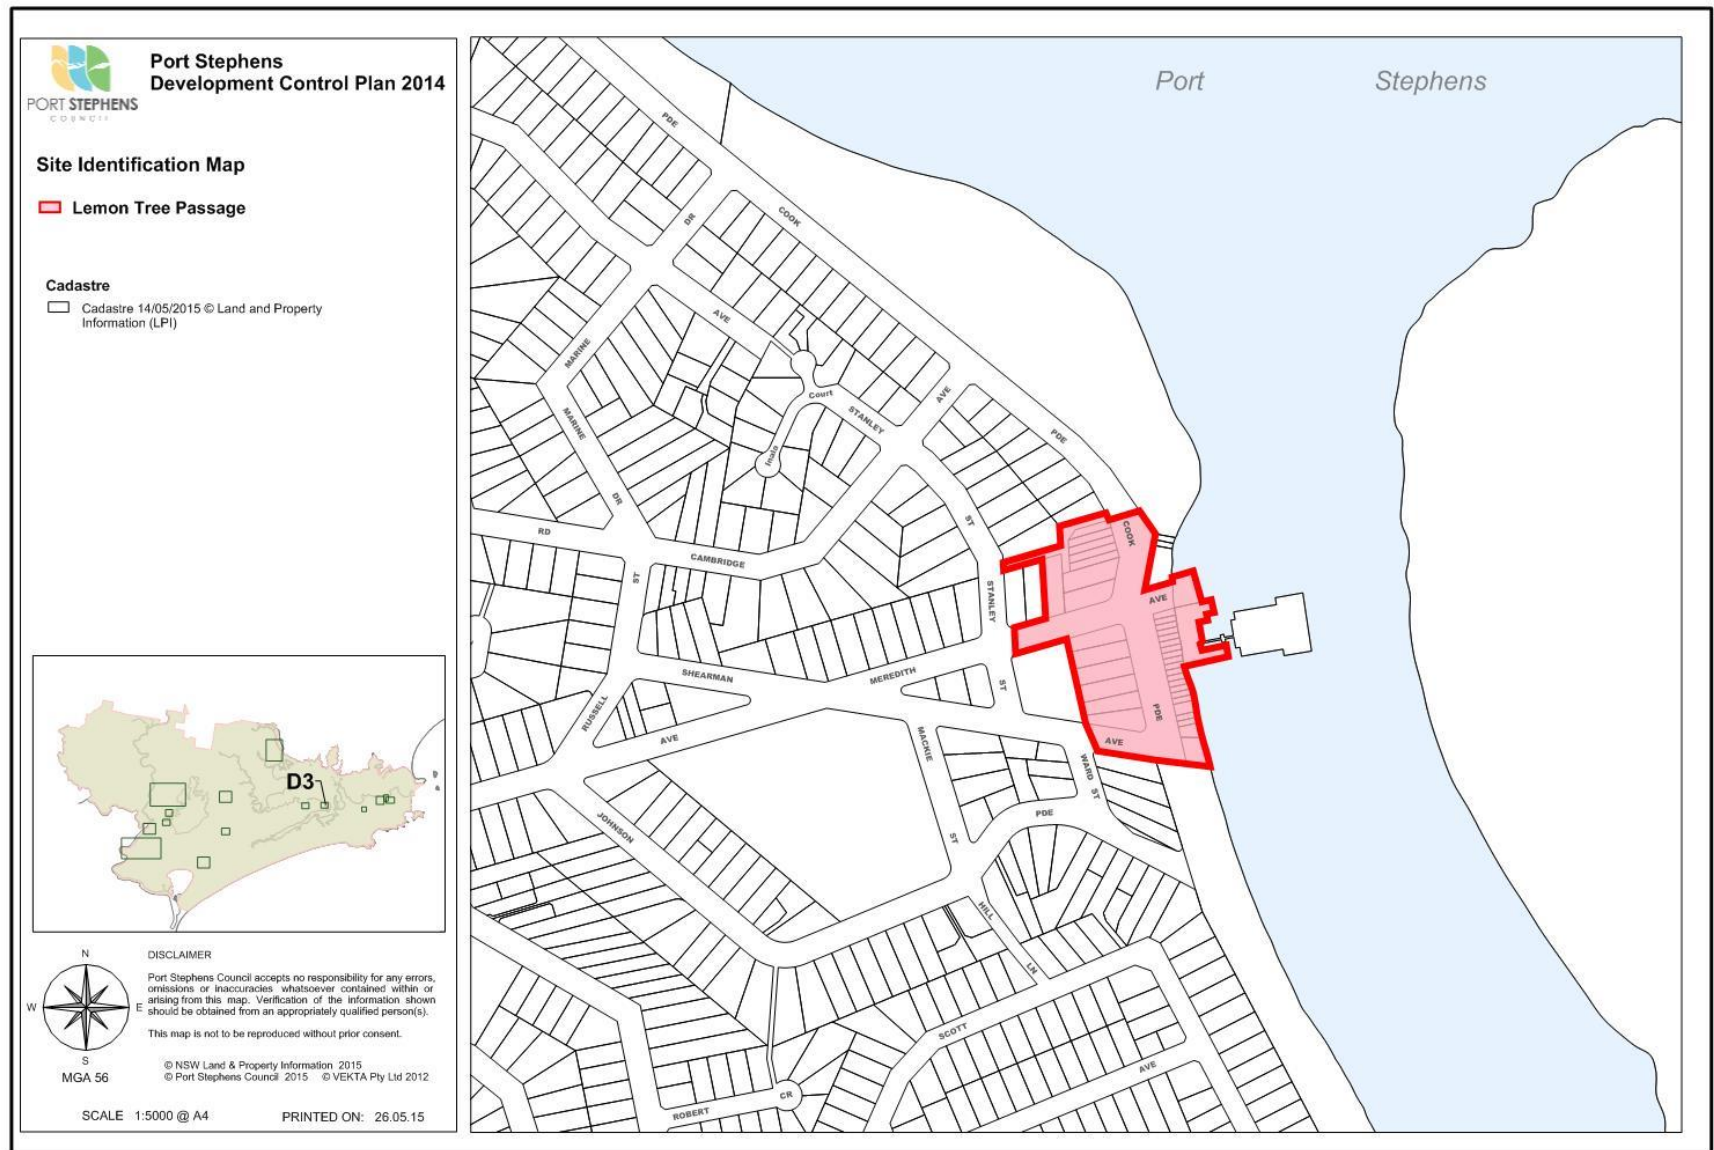 PORT STEPHENS
COUNCIL
Port Stephens
Development Control Plan 2014
Site Identification Map
Lemon Tree Passage
Cadastre
Cadastre 14/05/2015 © Land and Property
Information (LPI)
D3
N
W
E
S
MGA 56
DISCLAIMER
Port Stephens Council accepts no responsibility for any errors,
omissions or inaccuracies whatsoever contained within or
arising from this map. Verification of the information shown
should be obtained from an appropriately qualified person(s).
This map is not to be reproduced without prior consent.
© NSW Land & Property Information 2015
© Port Stephens Council 2015 © VEKTA Pty Ltd 2012
SCALE 1:5000 @ A4
PRINTED ON: 26.05.15
Port Stephens
PDE
COOK
DR
AVE
MARINE
Court
STANLEY
AVE
PDE
MARINE
Inala
DR
ST
COOK
RD
CAMBRIDGE
ST
STANLEY
AVE
SHEARMAN
MEREDITH
ST
RUSSELL
AVE
MACKIE
PDE
AVE
WARD
ST
JOHNSON
ST
PDE
HILL
LN
SCOTT
AVE
ROBERT
CR